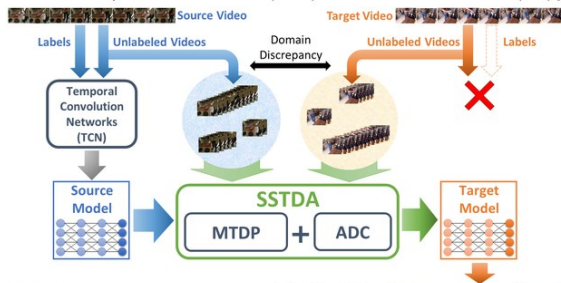 Source Video
Target Video
Labels
Unlabeled Videos
Domain
Discrepancy
Unlabeled Videos
Labels
Temporal
Convolution
Networks
(TCN)
Source
Model
SSTDA
MTDP + ADC
Target
Model